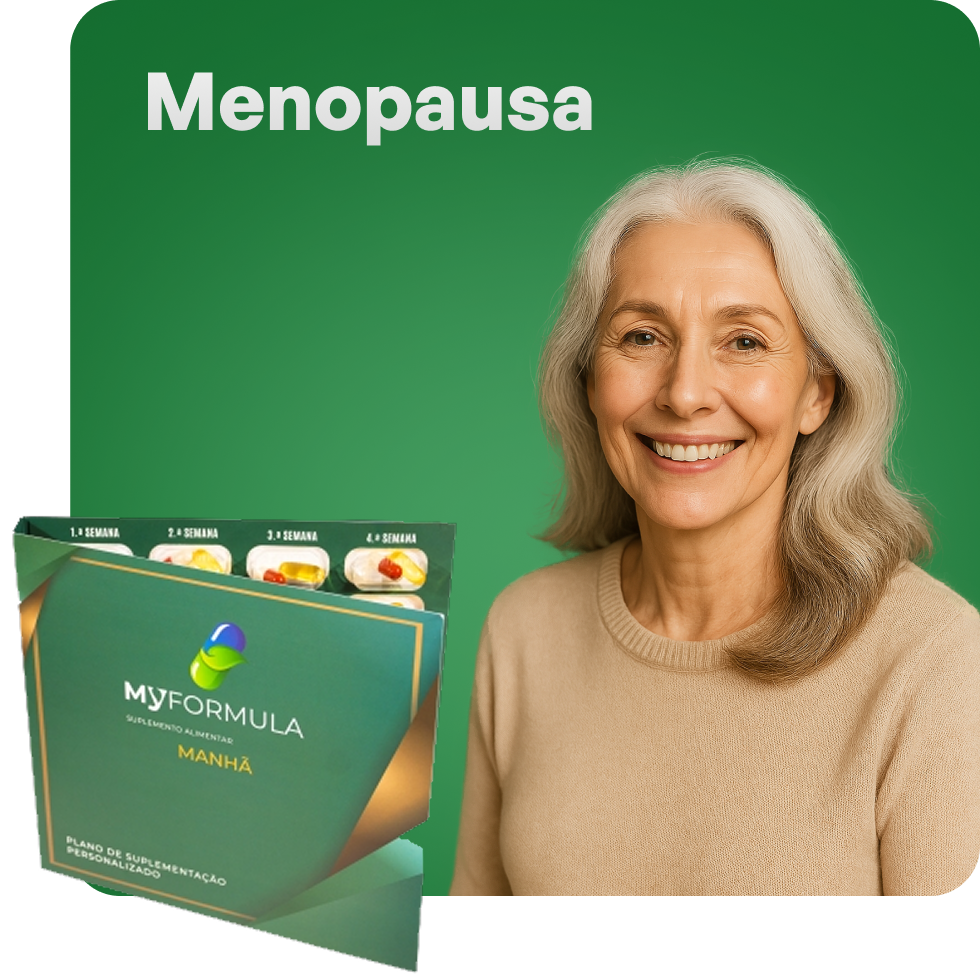 Menopausa
1.ª SEMANA
2.ª SEMANA
3.ª SEMANA
4.ª SEMANA
MYFORMULA
SUPLEMENTO ALIMENTAR
MANHÃ
PLANO DE SUPLEMENTAÇÃO
PERSONALIZADO